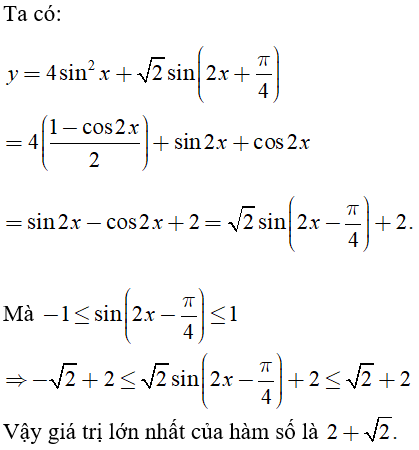 Ta có:
y = 4sin²x + √2 sin(2x + π/4)
= 4((1 − cos2x)/2) + sin2x + cos2x
= sin2x − cos2x + 2 = √2 sin(2x − π/4) + 2.
Mà −1 ≤ sin(2x − π/4) ≤ 1
⇒ −√2 + 2 ≤ √2 sin(2x − π/4) + 2 ≤ √2 + 2
Vậy giá trị lớn nhất của hàm số là 2 + √2.